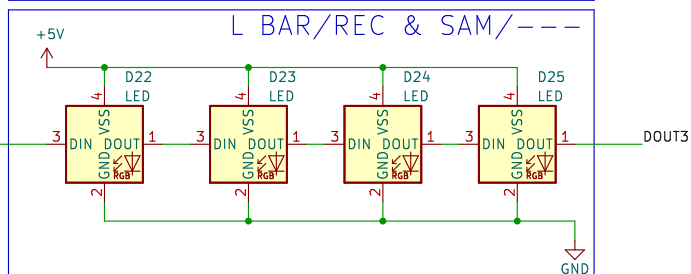 L BAR/REC & SAM/---
+5V
D22 D23 D24 D25
LED LED LED LED
4 4 4 4
VSS VSS VSS VSS
3 DIN DOUT 1 3 DIN DOUT 1 3 DIN DOUT 1 3 DIN DOUT 1 DOUT3
GND RGB GND RGB GND RGB GND RGB
2 2 2 2
GND